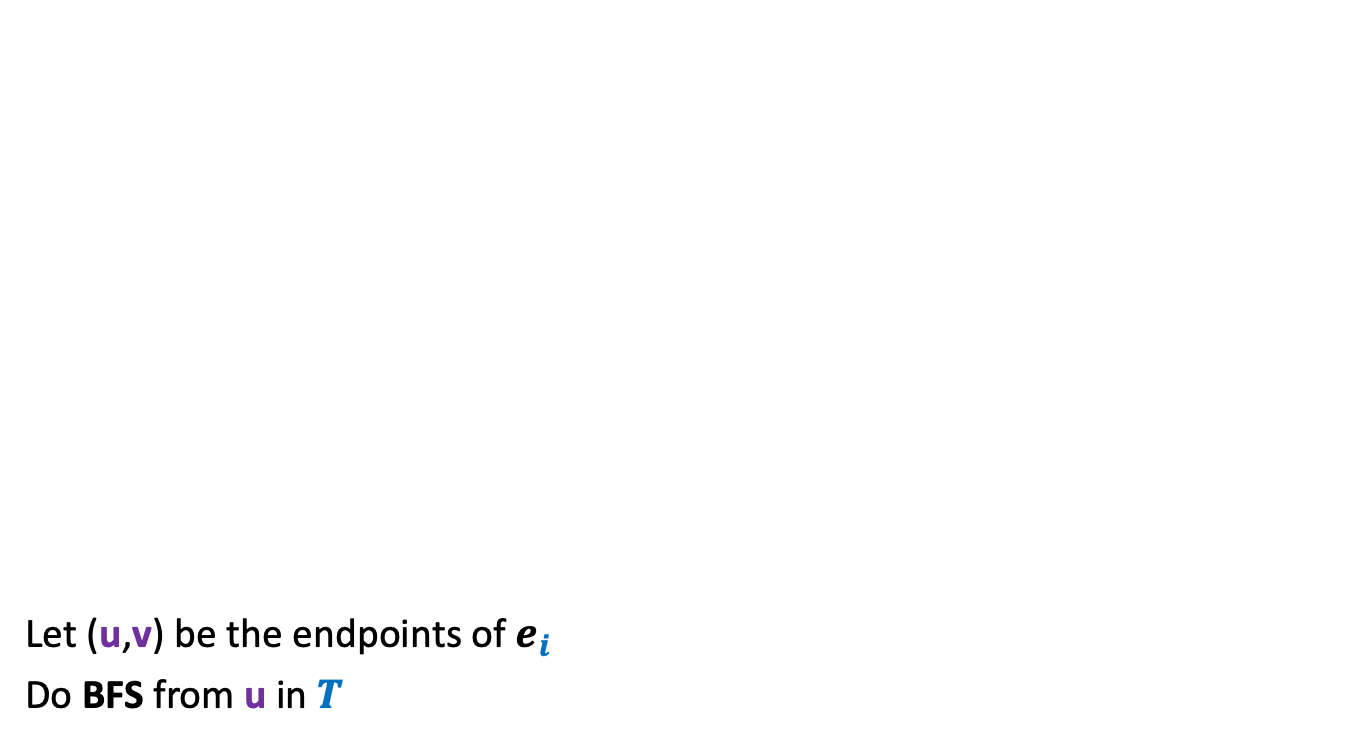 Let (u,v) be the endpoints of e_i
Do BFS from u in T